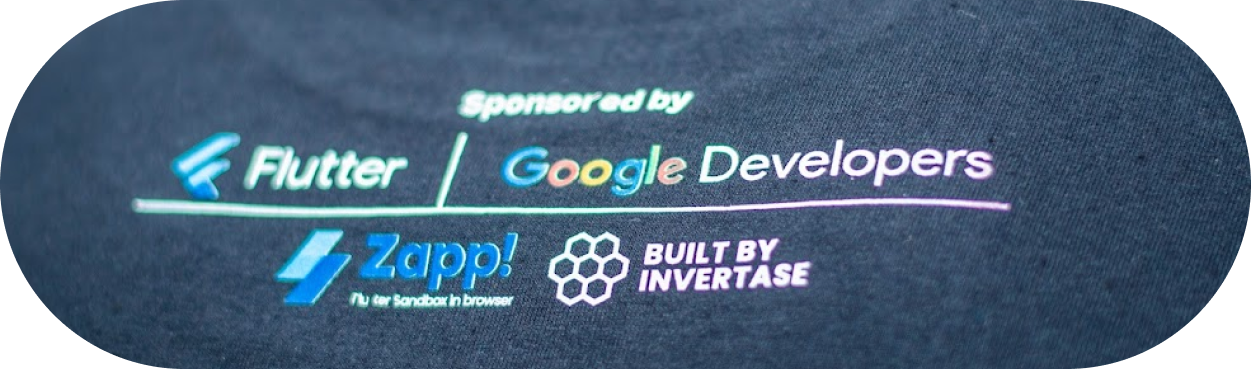 Sponsored by
Flutter | Google Developers
Zapp!
Flutter Sandbox in browser
BUILT BY
INVERTASE